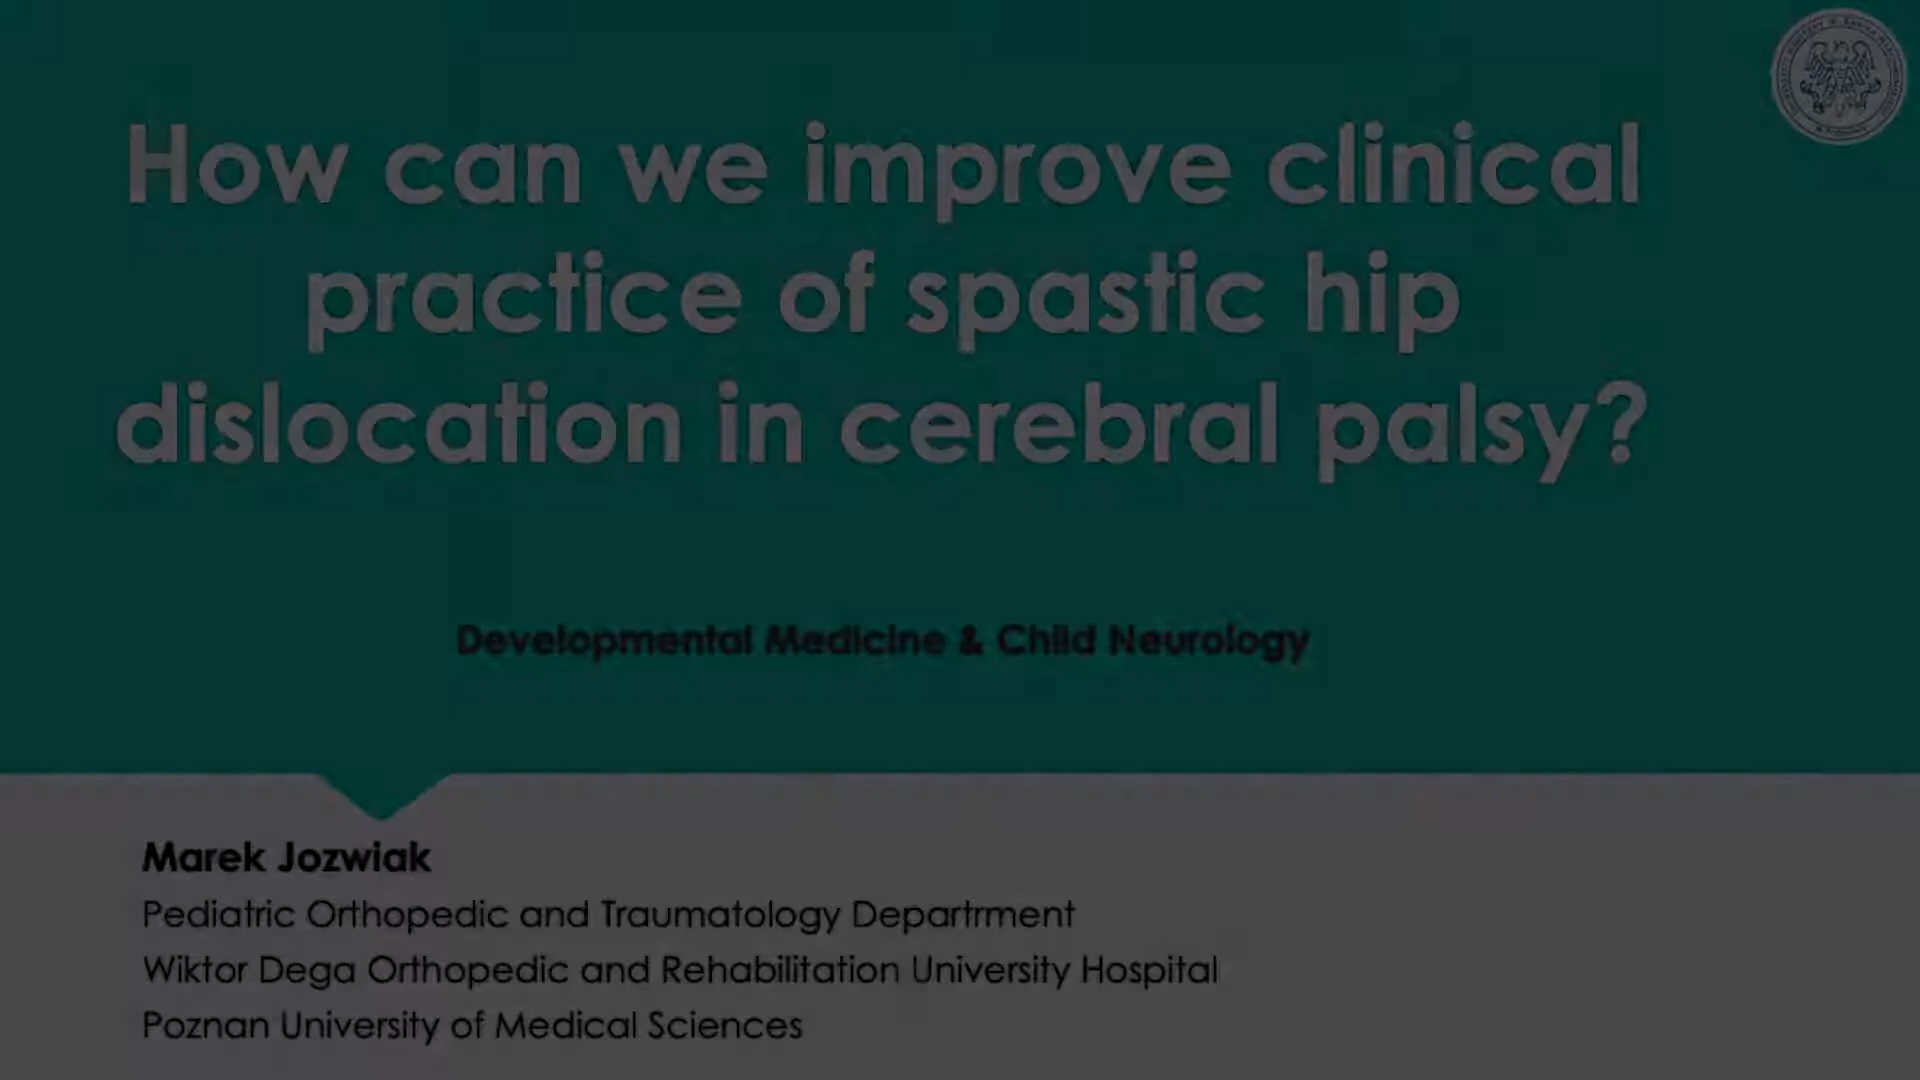 How can we improve clinical
practice of spastic hip
dislocation in cerebral palsy?
Developmental Medicine & Child Neurology
Marek Jozwiak
Pediatric Orthopedic and Traumatology Departrment
Wiktor Dega Orthopedic and Rehabilitation University Hospital
Poznan University of Medical Sciences